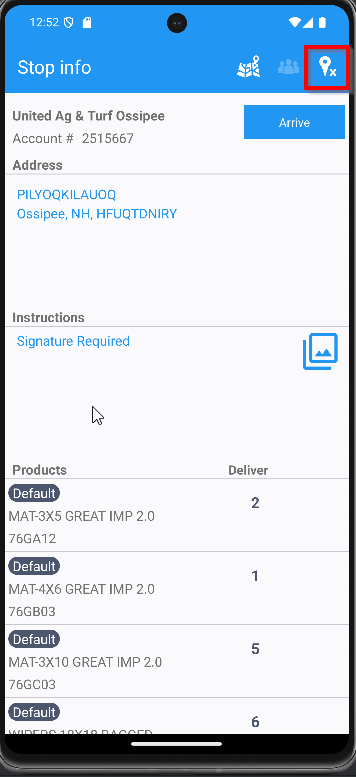 12:52
Stop info
United Ag & Turf Ossipee
Arrive
Account # 2515667
Address
PILYOQKILAUOQ
Ossipee, NH, HFUQTDNIRY
Instructions
Signature Required
Products Deliver
Default
2
MAT-3X5 GREAT IMP 2.0
76GA12
Default
1
MAT-4X6 GREAT IMP 2.0
76GB03
Default
5
MAT-3X10 GREAT IMP 2.0
76GC03
Default
6
WIPERS 18X18 BAGGED